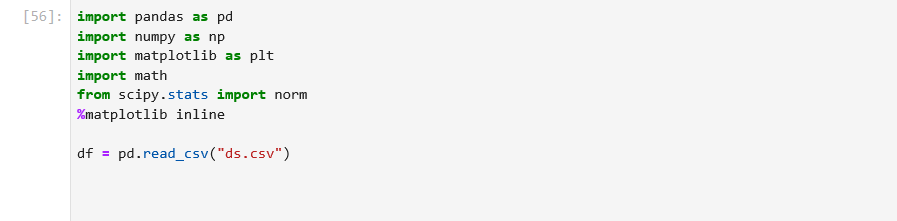 [56]: import pandas as pd
import numpy as np
import matplotlib as plt
import math
from scipy.stats import norm
%matplotlib inline
df = pd.read_csv("ds.csv")